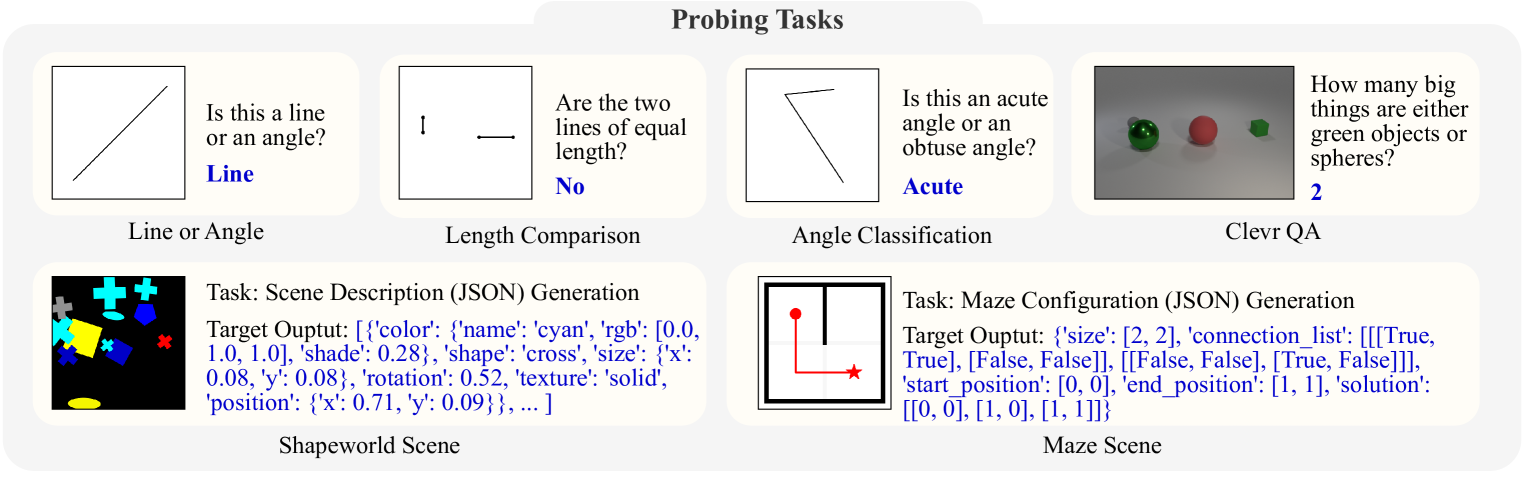 Probing Tasks
Is this a line
or an angle?
Line
Line or Angle
Are the two
lines of equal
length?
No
Length Comparison
Is this an acute
angle or an
obtuse angle?
Acute
Angle Classification
How many big
things are either
green objects or
spheres?
2
Clevr QA
Task: Scene Description (JSON) Generation
Target Ouptut: [{'color': {'name': 'cyan', 'rgb': [0.0,
1.0, 1.0], 'shade': 0.28}, 'shape': 'cross', 'size': {'x':
0.08, 'y': 0.08}, 'rotation': 0.52, 'texture': 'solid',
'position': {'x': 0.71, 'y': 0.09}}, ... ]
Shapeworld Scene
Task: Maze Configuration (JSON) Generation
Target Ouptut: {'size': [2, 2], 'connection_list': [[[True,
True], [False, False]], [[False, False], [True, False]]],
'start_position': [0, 0], 'end_position': [1, 1], 'solution':
[[0, 0], [1, 0], [1, 1]]}
Maze Scene